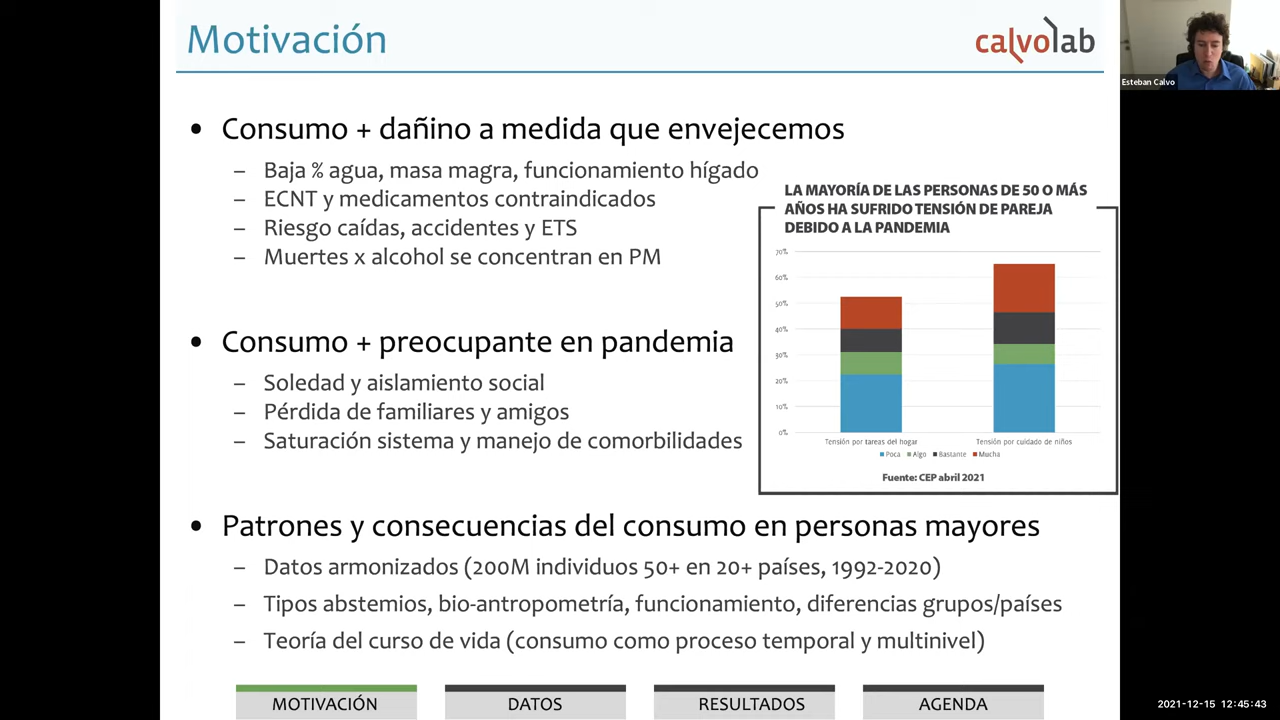 Motivación
calvolab
Esteban Calvo
• Consumo + dañino a medida que envejecemos
– Baja % agua, masa magra, funcionamiento hígado
– ECNT y medicamentos contraindicados
– Riesgo caídas, accidentes y ETS
– Muertes x alcohol se concentran en PM
LA MAYORÍA DE LAS PERSONAS DE 50 O MÁS
AÑOS HA SUFRIDO TENSIÓN DE PAREJA
DEBIDO A LA PANDEMIA
70%
60%
50%
40%
30%
20%
10%
0%
Tensión por tareas del hogar
Tensión por cuidado de niños
Poca Algo Bastante Mucha
Fuente: CEP abril 2021
• Consumo + preocupante en pandemia
– Soledad y aislamiento social
– Pérdida de familiares y amigos
– Saturación sistema y manejo de comorbilidades
• Patrones y consecuencias del consumo en personas mayores
– Datos armonizados (200M individuos 50+ en 20+ países, 1992-2020)
– Tipos abstemios, bio-antropometría, funcionamiento, diferencias grupos/países
– Teoría del curso de vida (consumo como proceso temporal y multinivel)
MOTIVACIÓN
DATOS
RESULTADOS
AGENDA
2021-12-15 12:45:43